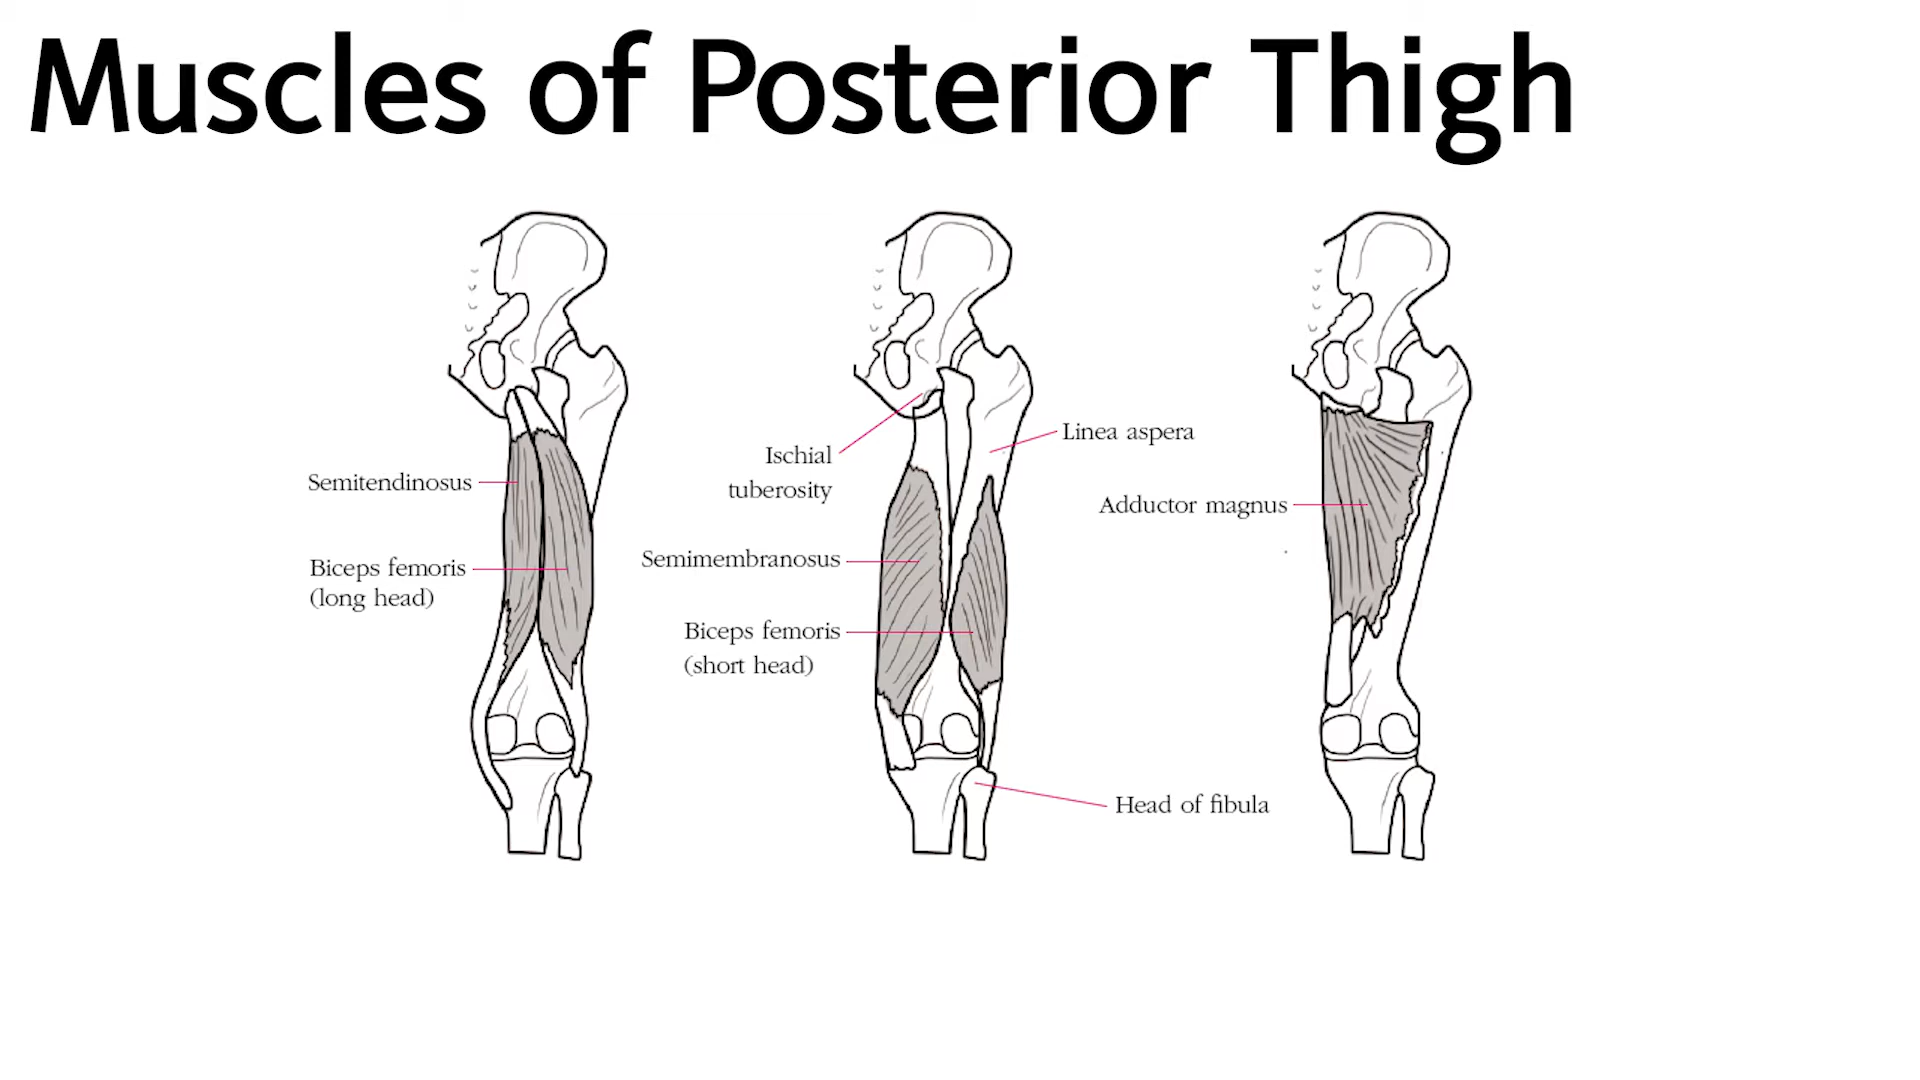 Muscles of Posterior Thigh
Semitendinosus
Biceps femoris
(long head)
Ischial
tuberosity
Semimembranosus
Biceps femoris
(short head)
Linea aspera
Head of fibula
Adductor magnus